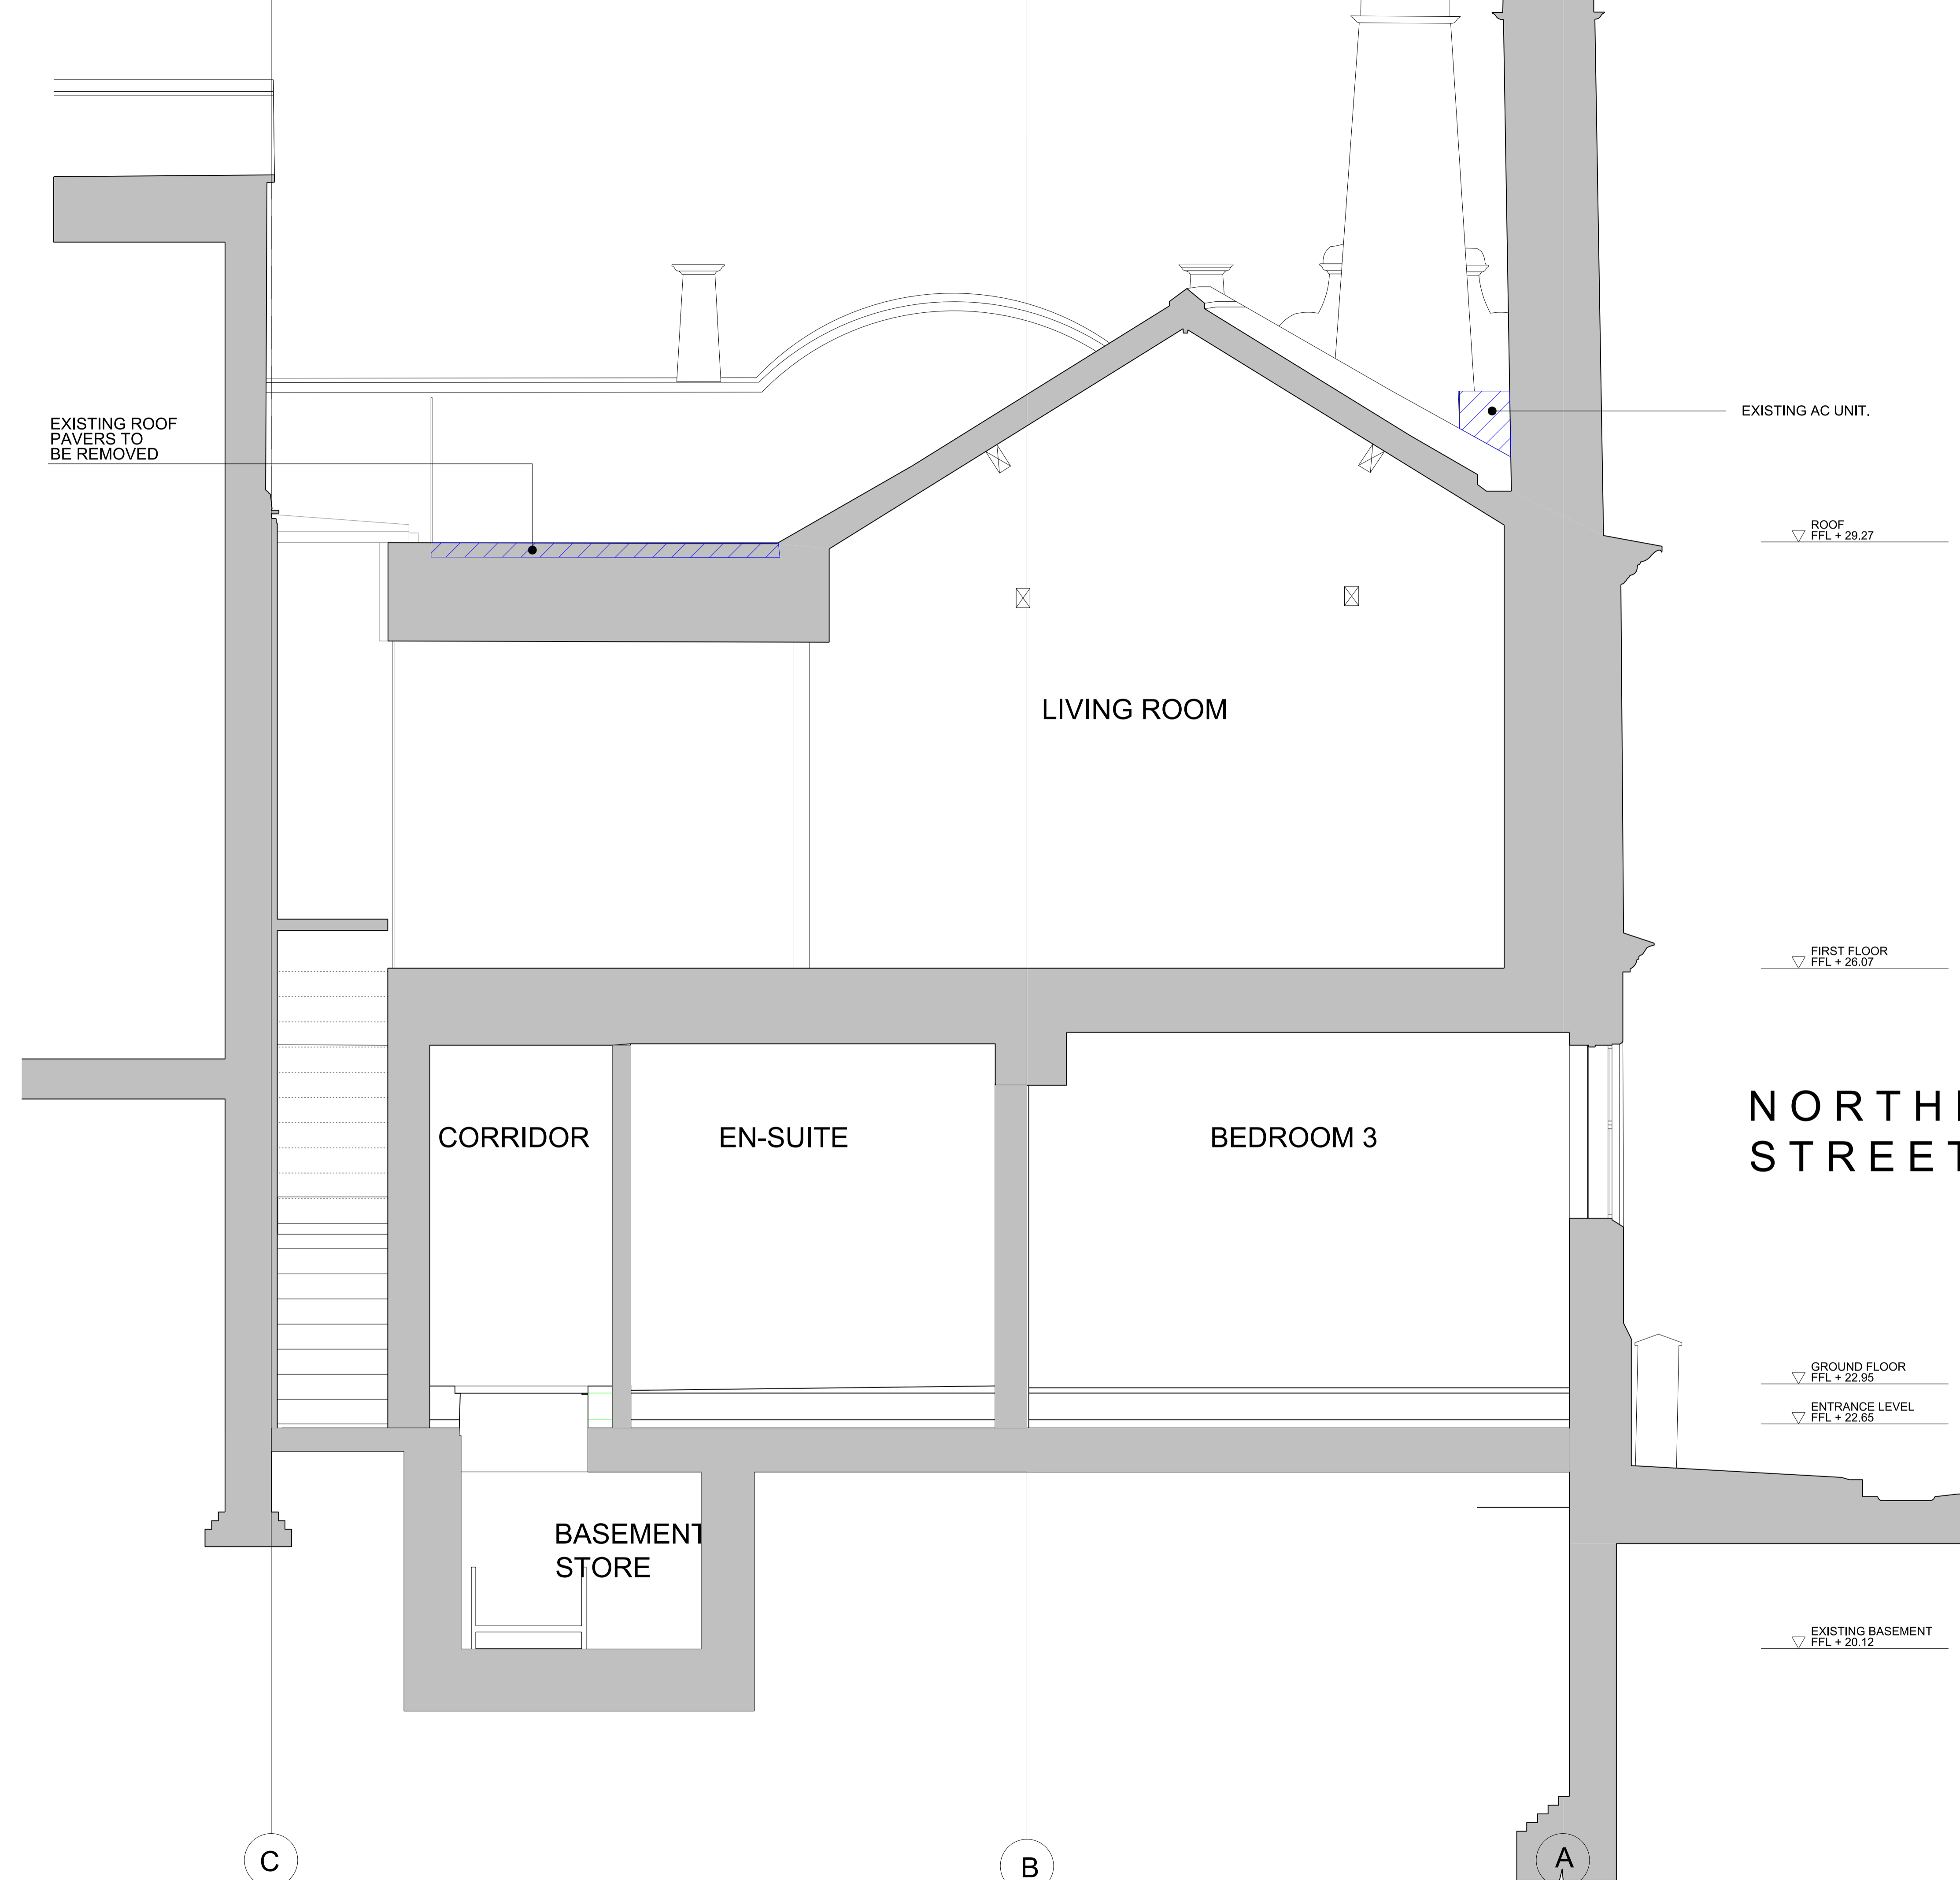 EXISTING ROOF
PAVERS TO
BE REMOVED
EXISTING AC UNIT.
ROOF
FFL + 29.27
LIVING ROOM
FIRST FLOOR
FFL + 26.07
CORRIDOR
EN-SUITE
BEDROOM 3
STREET
GROUND FLOOR
FFL + 22.95
ENTRANCE LEVEL
FFL + 22.65
BASEMENT
STORE
EXISTING BASEMENT
FFL + 20.12
C
B
A